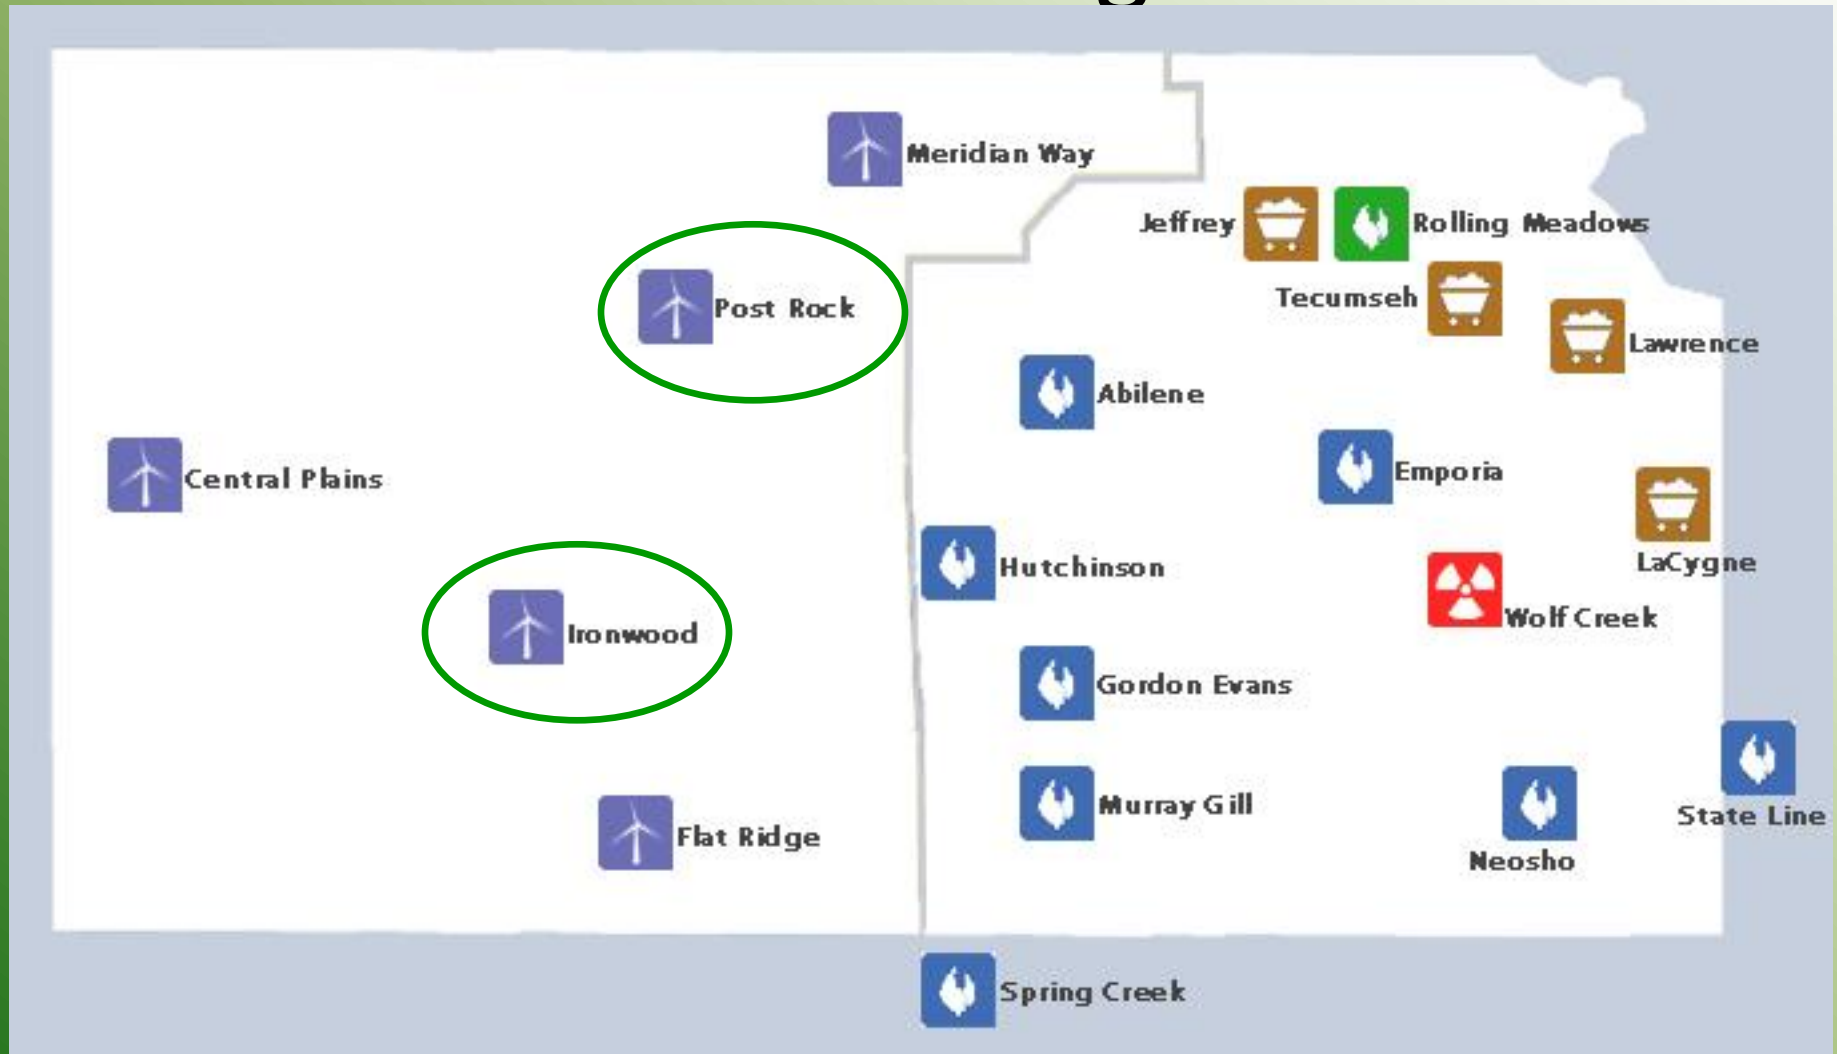 Meridian Way
Jeffrey
Rolling Meadows
Post Rock
Tecumseh
Lawrence
Abilene
Central Plains
Emporia
Hutchinson
LaCygne
Ironwood
Wolf Creek
Gordon Evans
Murray Gill
State Line
Flat Ridge
Neosho
Spring Creek